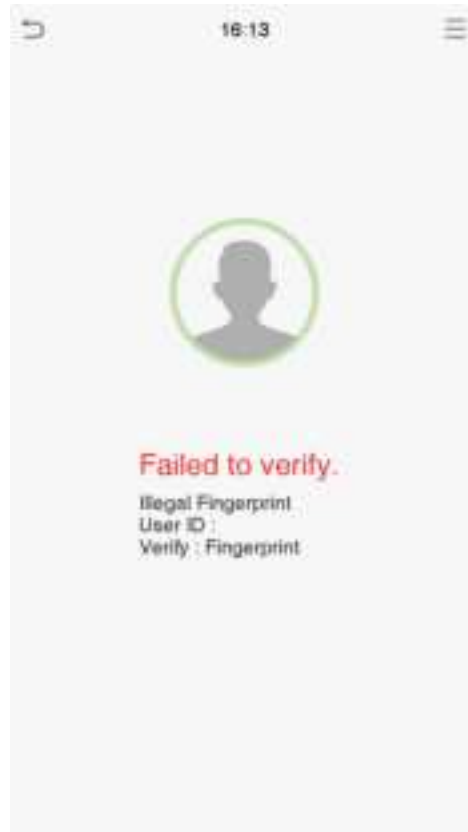 16:13
Failed to verify.
Illegal Fingerprint
User ID :
Verify : Fingerprint